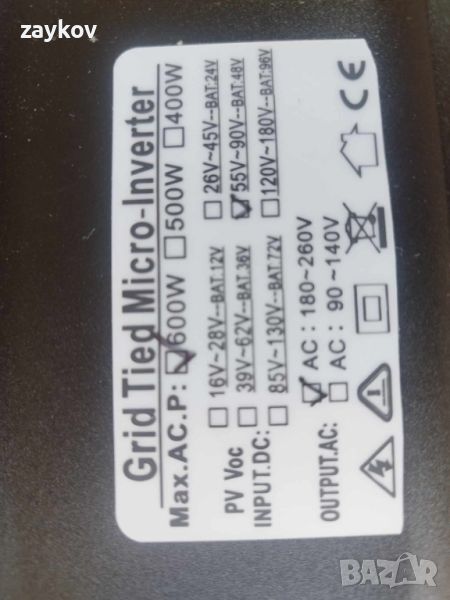 zaykov
Grid Tied Micro-Inverter
Max.AC.P: 600W 500W 400W
16V~28V--BAT:12V 26V~45V--BAT:24V
PV Voc 39V~62V--BAT:36V 55V~90V--BAT:48V
INPUT.DC: 85V~130V--BAT:72V 120V~180V--BAT:96V
OUTPUT.AC: AC : 180~260V
AC : 90 ~140V
CE
BAZAR